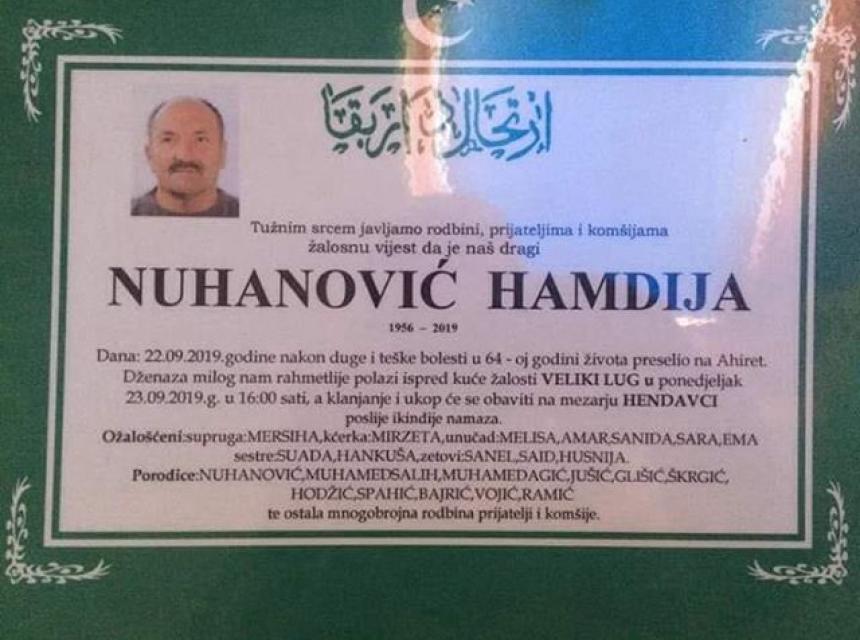 ارتحال دار بقا
Tužnim srcem javljamo rodbini, prijateljima i komšijama
žalosnu vijest da je naš dragi
NUHANOVIĆ HAMDIJA
1956 – 2019
Dana: 22.09.2019.godine nakon duge i teške bolesti u 64 - oj godini života preselio na Ahiret.
Dženaza milog nam rahmetlije polazi ispred kuće žalosti VELIKI LUG u ponedjeljak
23.09.2019.g. u 16:00 sati, a klanjanje i ukop će se obaviti na mezarju HENDAVCI
poslije ikindije namaza.
Ožalošćeni:supruga:MERSIHA,kćerka:MIRZETA,unučad:MELISA,AMAR,SANIDA,SARA,EMA
sestre:SUADA,HANKUŠA,zetovi:SANEL,SAID,HUSNIJA.
Porodice:NUHANOVIĆ,MUHAMEDSALIH,MUHAMEDAGIĆ,JUŠIĆ,GLIŠIĆ,ŠKRGIĆ,
HODŽIĆ,SPAHIĆ,BAJRIĆ,VOJIĆ,RAMIĆ
te ostala mnogobrojna rodbina prijatelji i komšije.